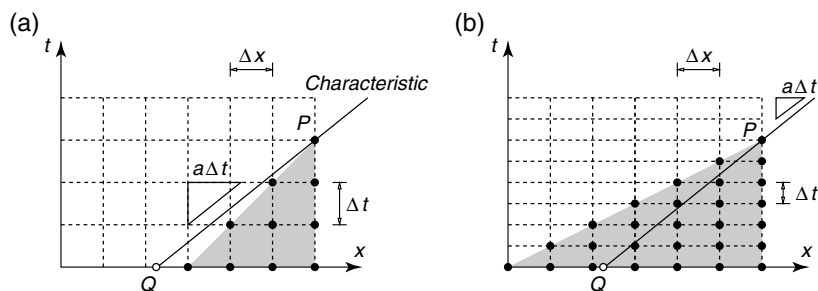 (a)
t
Δx
Characteristic
P
aΔt
Δt
x
Q
(b)
t
Δx
aΔt
P
Δt
x
Q